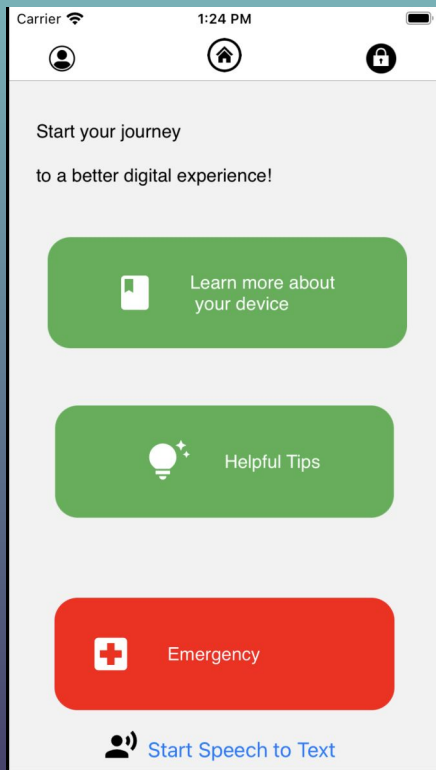 Carrier 1:24 PM
Start your journey
to a better digital experience!
Learn more about
your device
Helpful Tips
Emergency
Start Speech to Text